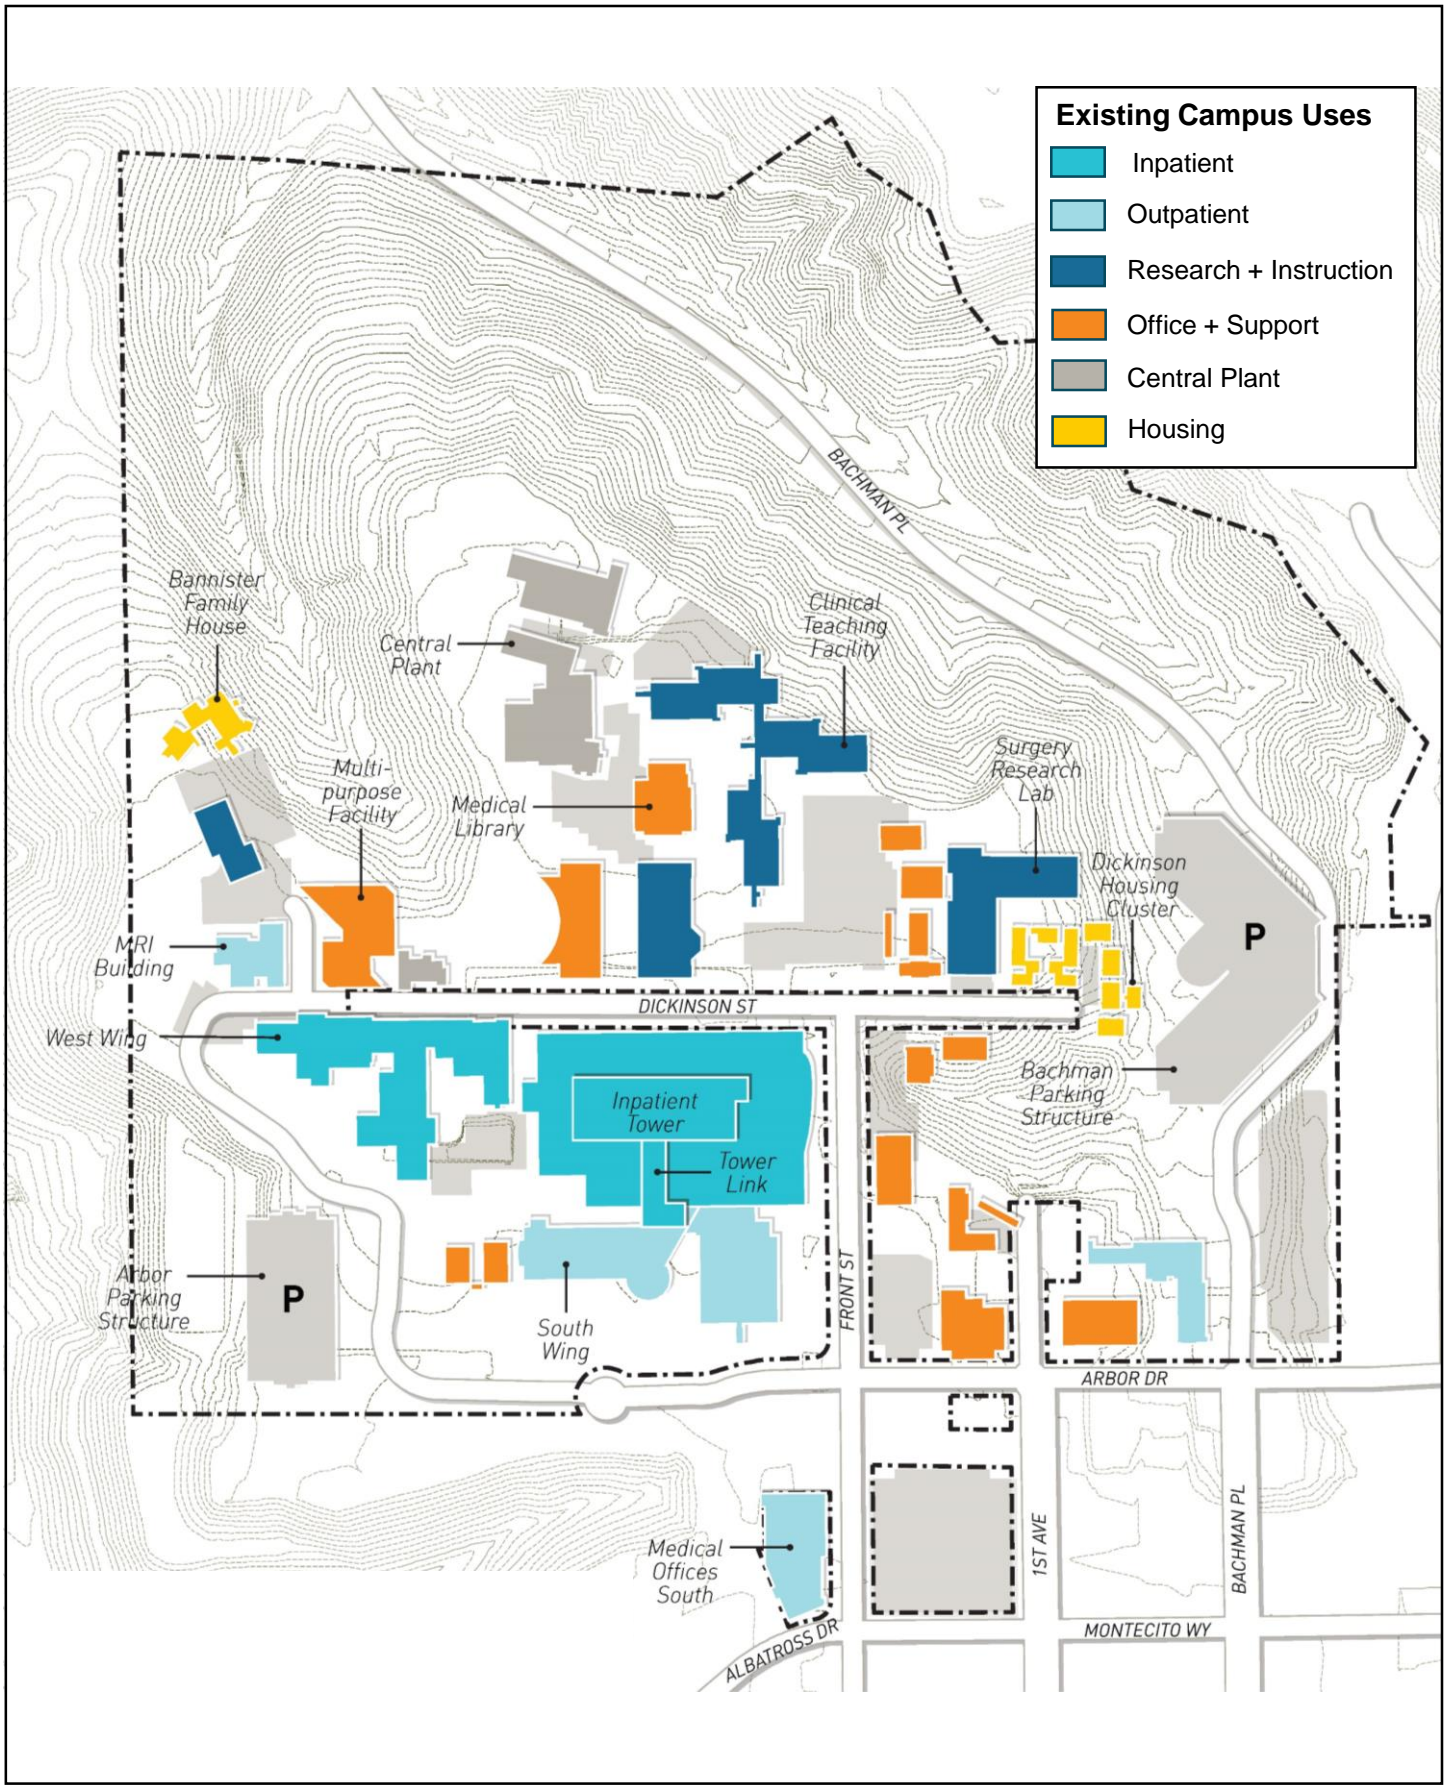 Existing Campus Uses
Inpatient
Outpatient
Research + Instruction
Office + Support
Central Plant
Housing
BACHMAN PL
Bannister
Family
House
Central
Plant
Clinical
Teaching
Facility
Multi-
purpose
Facility
Medical
Library
Surgery
Research
Lab
Dickinson
Housing
Cluster
P
MRI
Building
DICKINSON ST
West Wing
Inpatient
Tower
Tower
Link
Bachman
Parking
Structure
Arbor
Parking
Structure
P
South
Wing
FRONT ST
ARBOR DR
Medical
Offices
South
1ST AVE
BACHMAN PL
ALBATROSS DR
MONTECITO WY